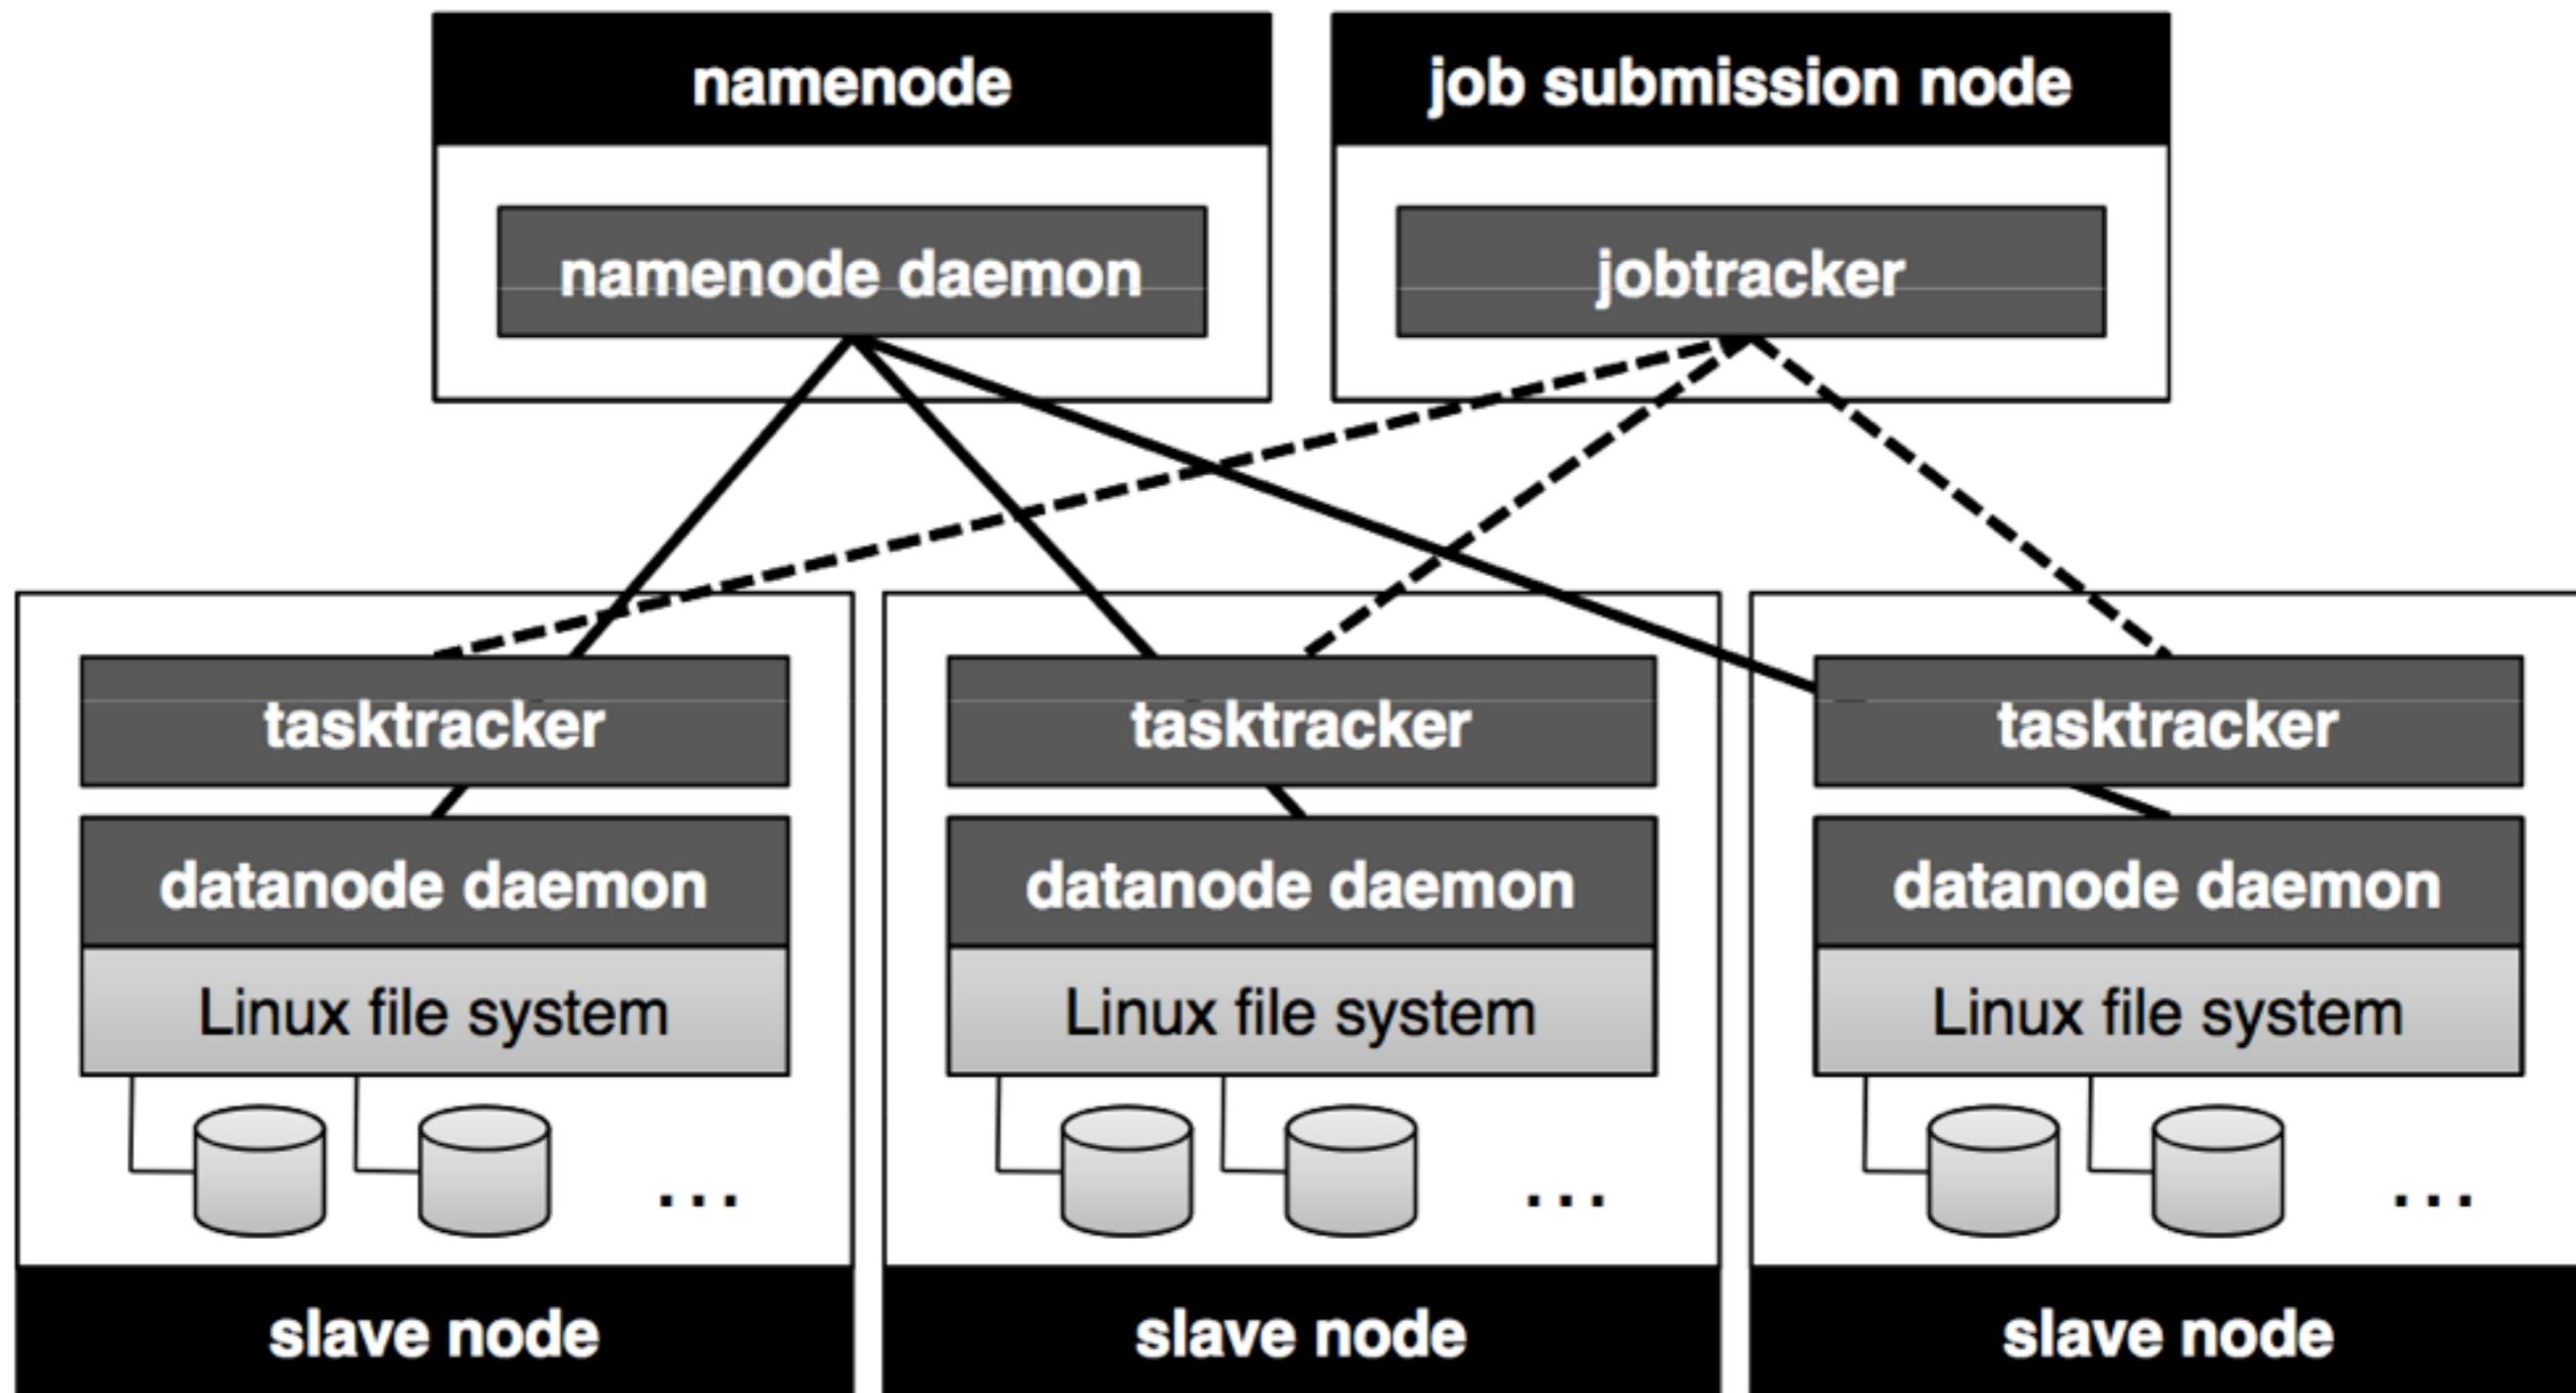 namenode
job submission node
namenode daemon
jobtracker
tasktracker
tasktracker
tasktracker
datanode daemon
datanode daemon
datanode daemon
Linux file system
Linux file system
Linux file system
...
...
...
slave node
slave node
slave node